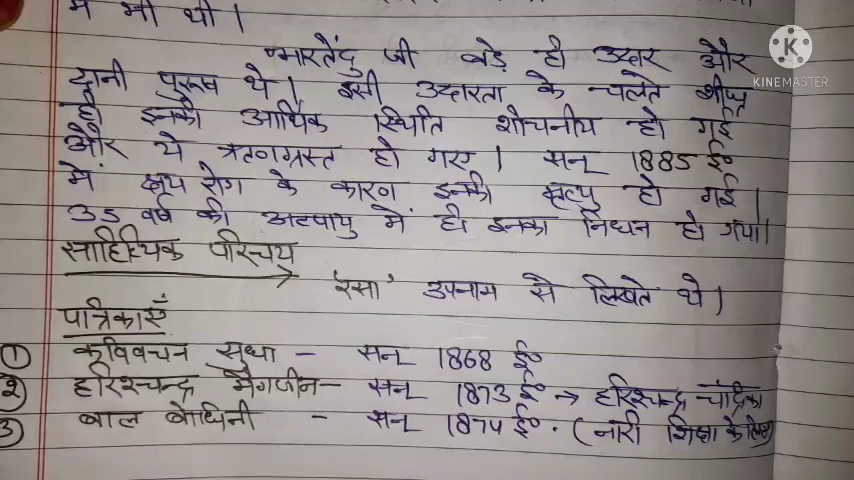 में भी थी।
भारतेंदु जी बड़े ही उदार और
दानी पुरूष थे। इसी उदारता के चलते शीघ्र
ही इनकी आर्थिक स्थिति शोचनीय हो गई
और ये ऋणग्रस्त हो गए। सन् 1885 ई०
में क्षय रोग के कारण इनकी मृत्यु हो गई।
35 वर्ष की अल्पायु में ही इनका निधन हो गया।
साहित्यिक परिचय
'रसा' उपनाम से लिखते थे।
पत्रिकाएँ
① कविवचन सुधा - सन् 1868 ई०
② हरिश्चन्द्र मैगजीन - सन् 1873 ई० → हरिश्चन्द्र चंद्रिका
③ बाल बोधिनी - सन् 1874 ई०. (नारी शिक्षा के लिए)
KINEMASTER